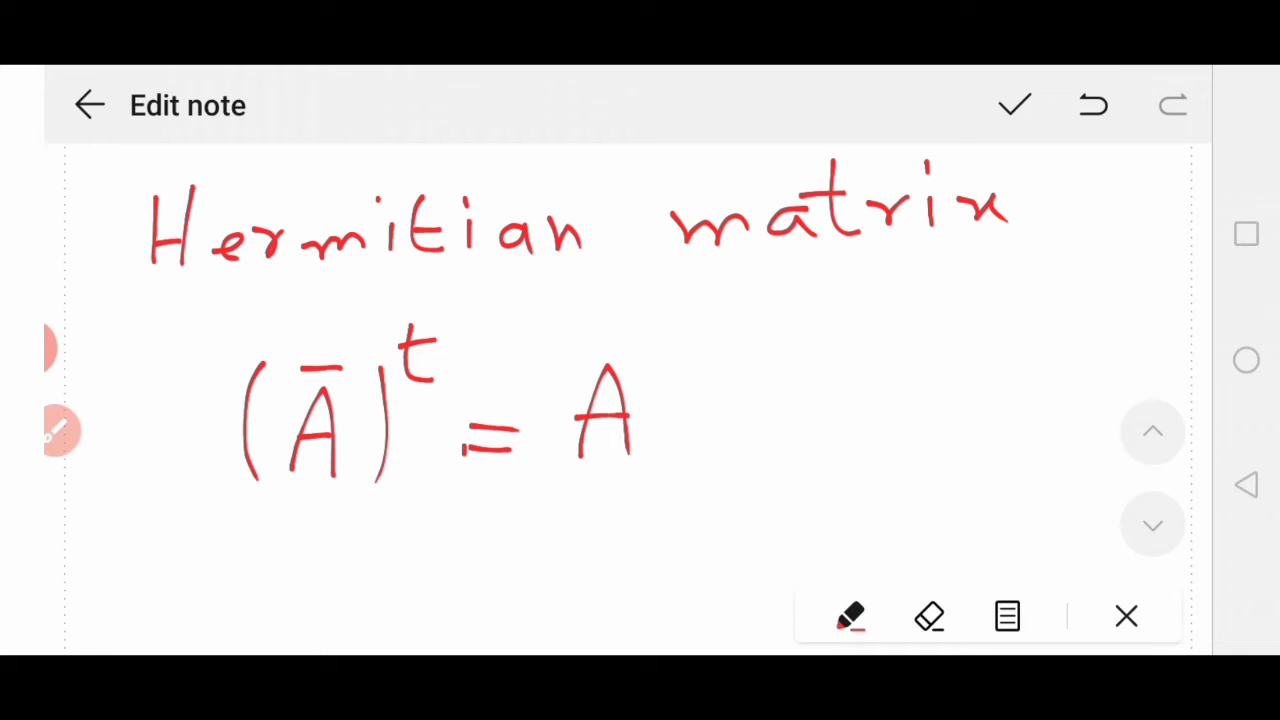 Edit note
Hermitian matrix
(Ā)ᵗ = A